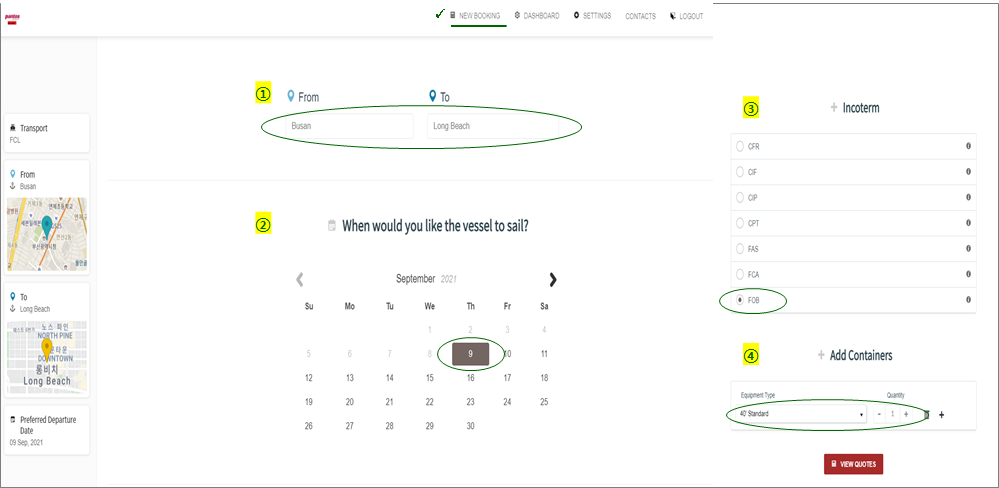 pantos
✓ NEW BOOKING DASHBOARD SETTINGS CONTACTS LOGOUT
Transport
FCL
From
Busan
To
Long Beach
노스 파인
NORTH PINE
DOWNTOWN
롱비치
Long Beach
Preferred Departure
Date
09 Sep, 2021
① From To
Busan Long Beach
② When would you like the vessel to sail?
September 2021
Su Mo Tu We Th Fr Sa
1 2 3 4
5 6 7 8 9 10 11
12 13 14 15 16 17 18
19 20 21 22 23 24 25
26 27 28 29 30
③ + Incoterm
CFR
CIF
CIP
CPT
FAS
FCA
FOB
④ + Add Containers
Equipment Type Quantity
40' Standard - 1 + +
VIEW QUOTES